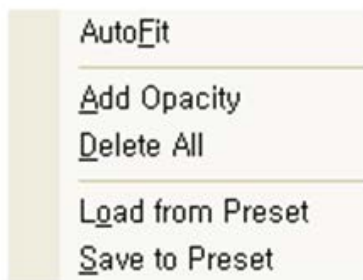 AutoFit
Add Opacity
Delete All
Load from Preset
Save to Preset